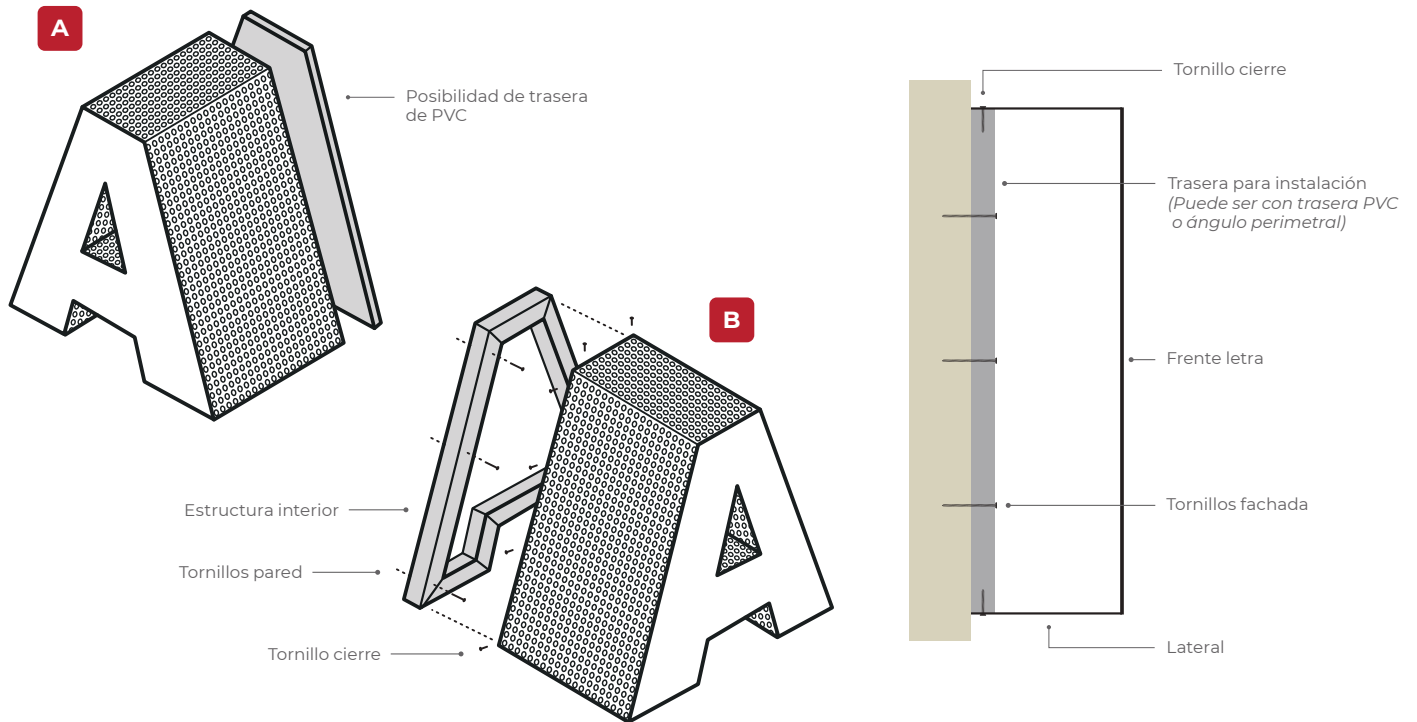 A
Posibilidad de trasera
de PVC
B
Estructura interior
Tornillos pared
Tornillo cierre
Tornillo cierre
Trasera para instalación
(Puede ser con trasera PVC
o ángulo perimetral)
Frente letra
Tornillos fachada
Lateral